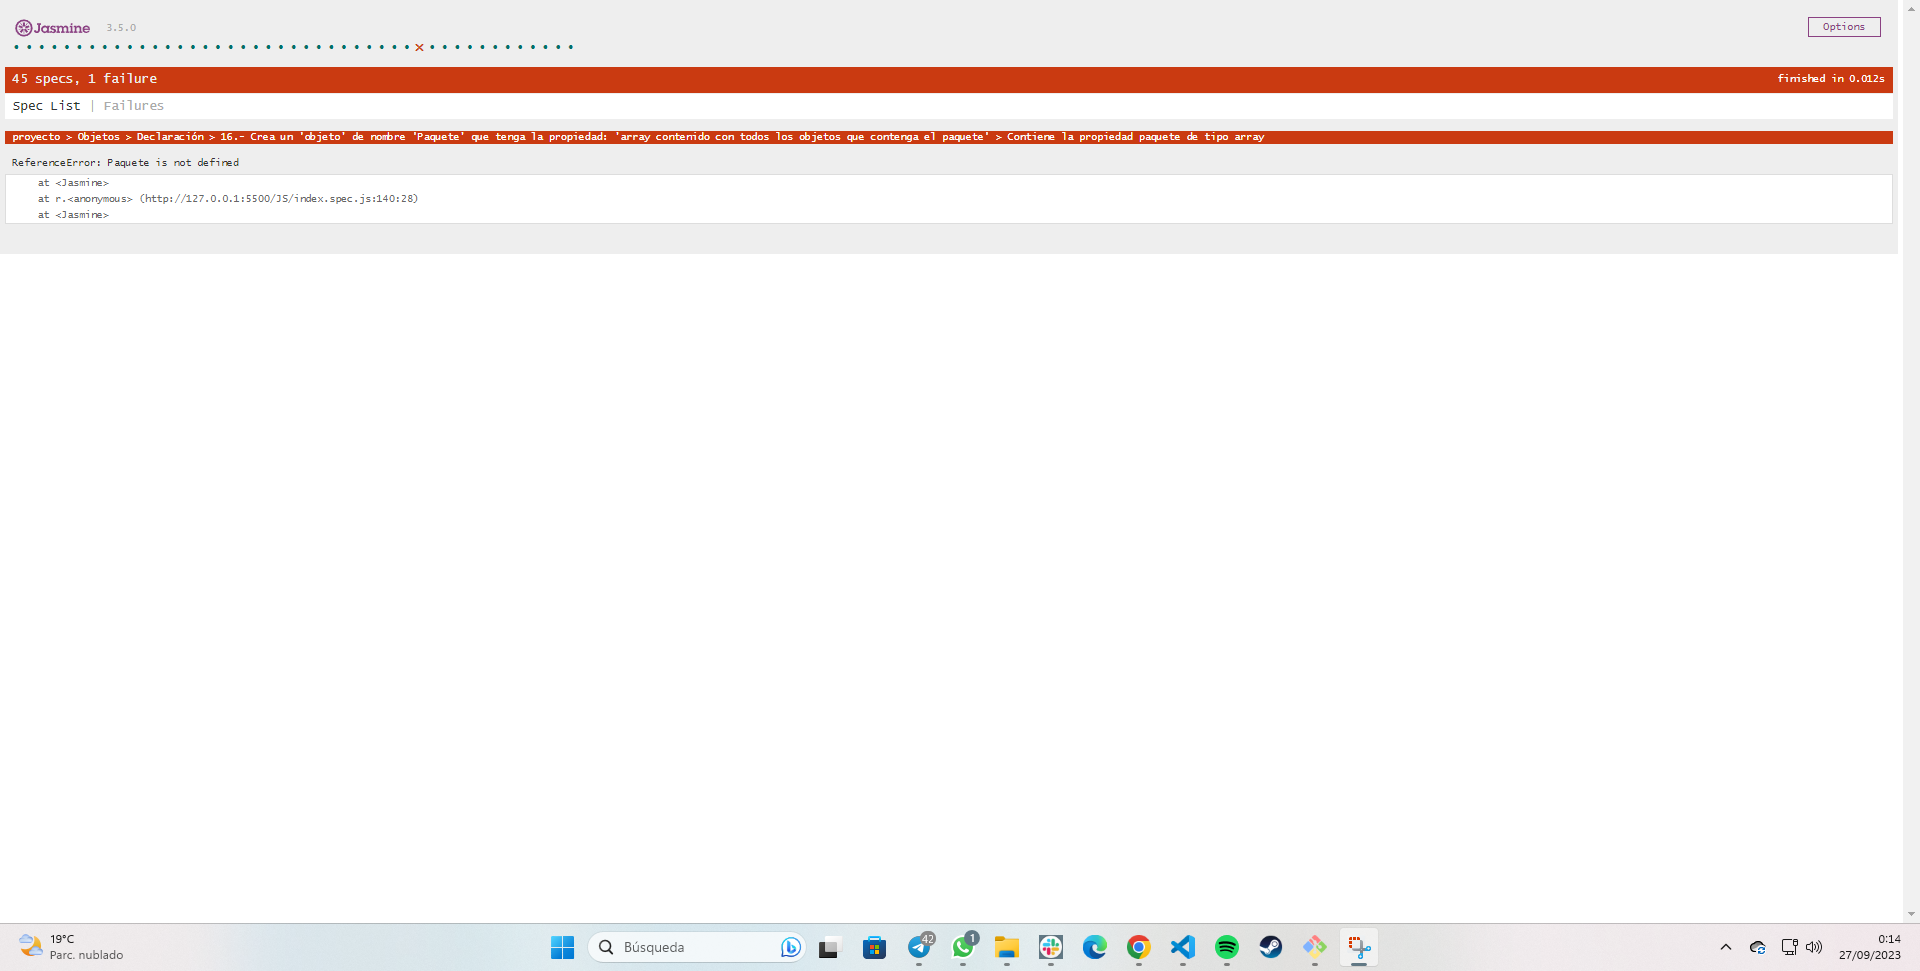 Jasmine 3.5.0
Options
45 specs, 1 failure
finished in 0.012s
Spec List | Failures
proyecto > Objetos > Declaración > 16.- Crea un 'objeto' de nombre 'Paquete' que tenga la propiedad: 'array contenido con todos los objetos que contenga el paquete' > Contiene la propiedad paquete de tipo array
ReferenceError: Paquete is not defined
at <Jasmine>
at r.<anonymous> (http://127.0.0.1:5500/JS/index.spec.js:140:28)
at <Jasmine>
19°C
Parc. nublado
Búsqueda
42
1
0:14
27/09/2023